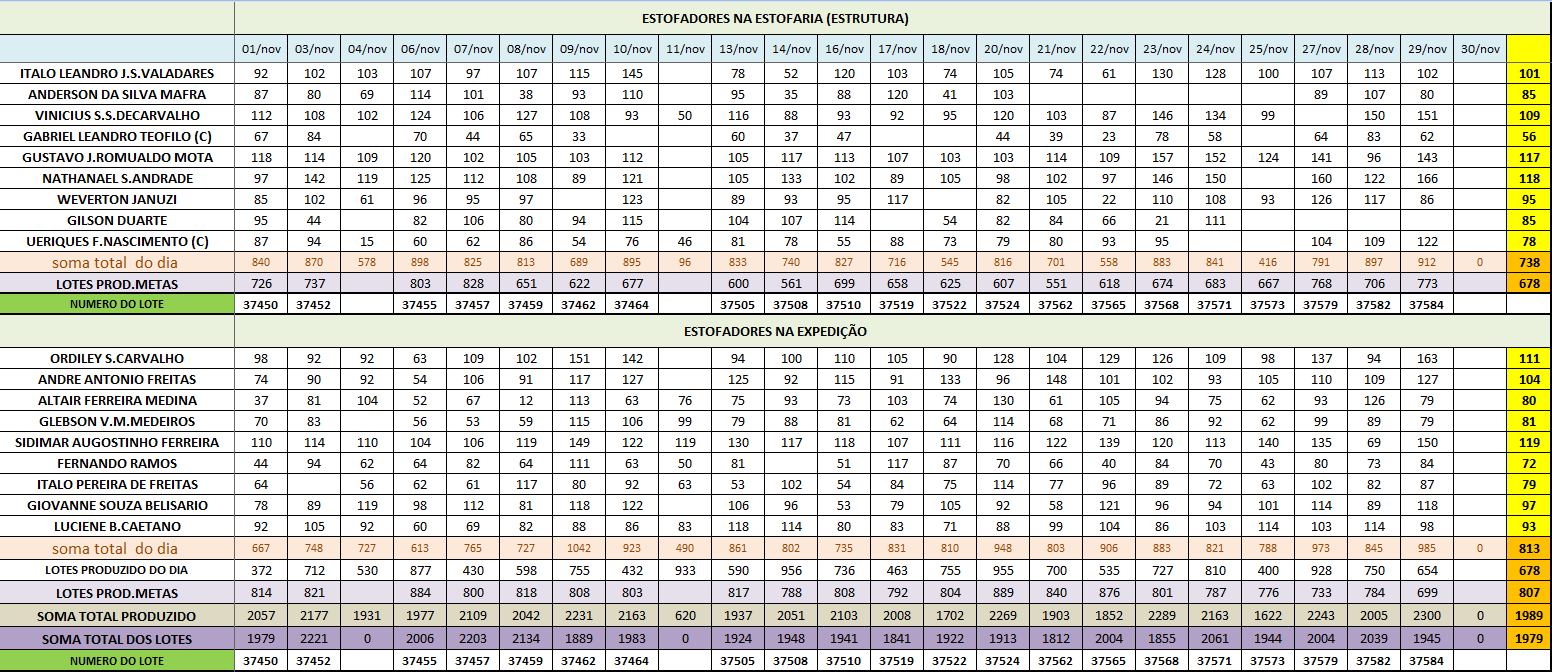 ESTOFADORES NA ESTOFARIA (ESTRUTURA)
01/nov 03/nov 04/nov 06/nov 07/nov 08/nov 09/nov 10/nov 11/nov 13/nov 14/nov 16/nov 17/nov 18/nov 20/nov 21/nov 22/nov 23/nov 24/nov 25/nov 27/nov 28/nov 29/nov 30/nov
ITALO LEANDRO J.S.VALADARES 92 102 103 107 97 107 115 145 78 52 120 103 74 105 74 61 130 128 100 107 113 102 101
ANDERSON DA SILVA MAFRA 87 80 69 114 101 38 93 110 95 35 88 120 41 103 89 107 80 85
VINICIUS S.S.DECARVALHO 112 108 102 124 106 127 108 93 50 116 88 93 92 95 120 103 87 146 134 99 150 151 109
GABRIEL LEANDRO TEOFILO (C) 67 84 70 44 65 33 60 37 47 44 39 23 78 58 64 83 62 56
GUSTAVO J.ROMUALDO MOTA 118 114 109 120 102 105 103 112 105 117 113 107 103 103 114 109 157 152 124 141 96 143 117
NATHANAEL S.ANDRADE 97 142 119 125 112 108 89 121 105 133 102 89 105 98 102 97 146 150 160 122 166 118
WEVERTON JANUZI 85 102 61 96 95 97 123 89 93 95 117 82 105 22 110 108 93 126 117 86 95
GILSON DUARTE 95 44 82 106 80 94 115 104 107 114 54 82 84 66 21 111 85
UERIQUES F.NASCIMENTO (C) 87 94 15 60 62 86 54 76 46 81 78 55 88 73 79 80 93 95 104 109 122 78
soma total do dia 840 870 578 898 825 813 689 895 96 833 740 827 716 545 816 701 558 883 841 416 791 897 912 0 738
LOTES PROD.METAS 726 737 803 828 651 622 677 600 561 699 658 625 607 551 618 674 683 667 768 706 773 678
NUMERO DO LOTE 37450 37452 37455 37457 37459 37462 37464 37505 37508 37510 37519 37522 37524 37562 37565 37568 37571 37573 37579 37582 37584
ESTOFADORES NA EXPEDIÇÃO
ORDILEY S.CARVALHO 98 92 92 63 109 102 151 142 94 100 110 105 90 128 104 129 126 109 98 137 94 163 111
ANDRE ANTONIO FREITAS 74 90 92 54 106 91 117 127 125 92 115 91 133 96 148 101 102 93 105 110 109 127 104
ALTAIR FERREIRA MEDINA 37 81 104 52 67 12 113 63 76 75 93 73 103 74 130 61 105 94 75 62 93 126 79 80
GLEBSON V.M.MEDEIROS 70 83 56 53 59 115 106 99 79 88 81 62 64 114 68 71 86 92 62 99 89 79 81
SIDIMAR AUGOSTINHO FERREIRA 110 114 110 104 106 119 149 122 119 130 117 118 107 111 116 122 139 120 113 140 135 69 150 119
FERNANDO RAMOS 44 94 62 64 82 64 111 63 50 81 51 117 87 70 66 40 84 70 43 80 73 84 72
ITALO PEREIRA DE FREITAS 64 56 62 61 117 80 92 63 53 102 54 84 75 114 77 96 89 72 63 102 82 87 79
GIOVANNE SOUZA BELISARIO 78 89 119 98 112 81 118 122 106 96 53 79 105 92 58 121 96 94 101 114 89 118 97
LUCIENE B.CAETANO 92 105 92 60 69 82 88 86 83 118 114 80 83 71 88 99 104 86 103 114 103 114 98 93
soma total do dia 667 748 727 613 765 727 1042 923 490 861 802 735 831 810 948 803 906 883 821 788 973 845 985 0 813
LOTES PRODUZIDO DO DIA 372 712 530 877 430 598 755 432 933 590 956 736 463 755 955 700 535 727 810 400 928 750 654 678
LOTES PROD.METAS 814 821 884 800 818 808 803 817 788 808 792 804 889 840 876 801 787 776 733 784 699 807
SOMA TOTAL PRODUZIDO 2057 2177 1931 1977 2109 2042 2231 2163 620 1937 2051 2103 2008 1702 2269 1903 1852 2289 2163 1622 2243 2005 2300 0 1989
SOMA TOTAL DOS LOTES 1979 2221 0 2006 2203 2134 1889 1983 0 1924 1948 1941 1841 1922 1913 1812 2004 1855 2061 1944 2004 2039 1945 0 1979
NUMERO DO LOTE 37450 37452 37455 37457 37459 37462 37464 37505 37508 37510 37519 37522 37524 37562 37565 37568 37571 37573 37579 37582 37584